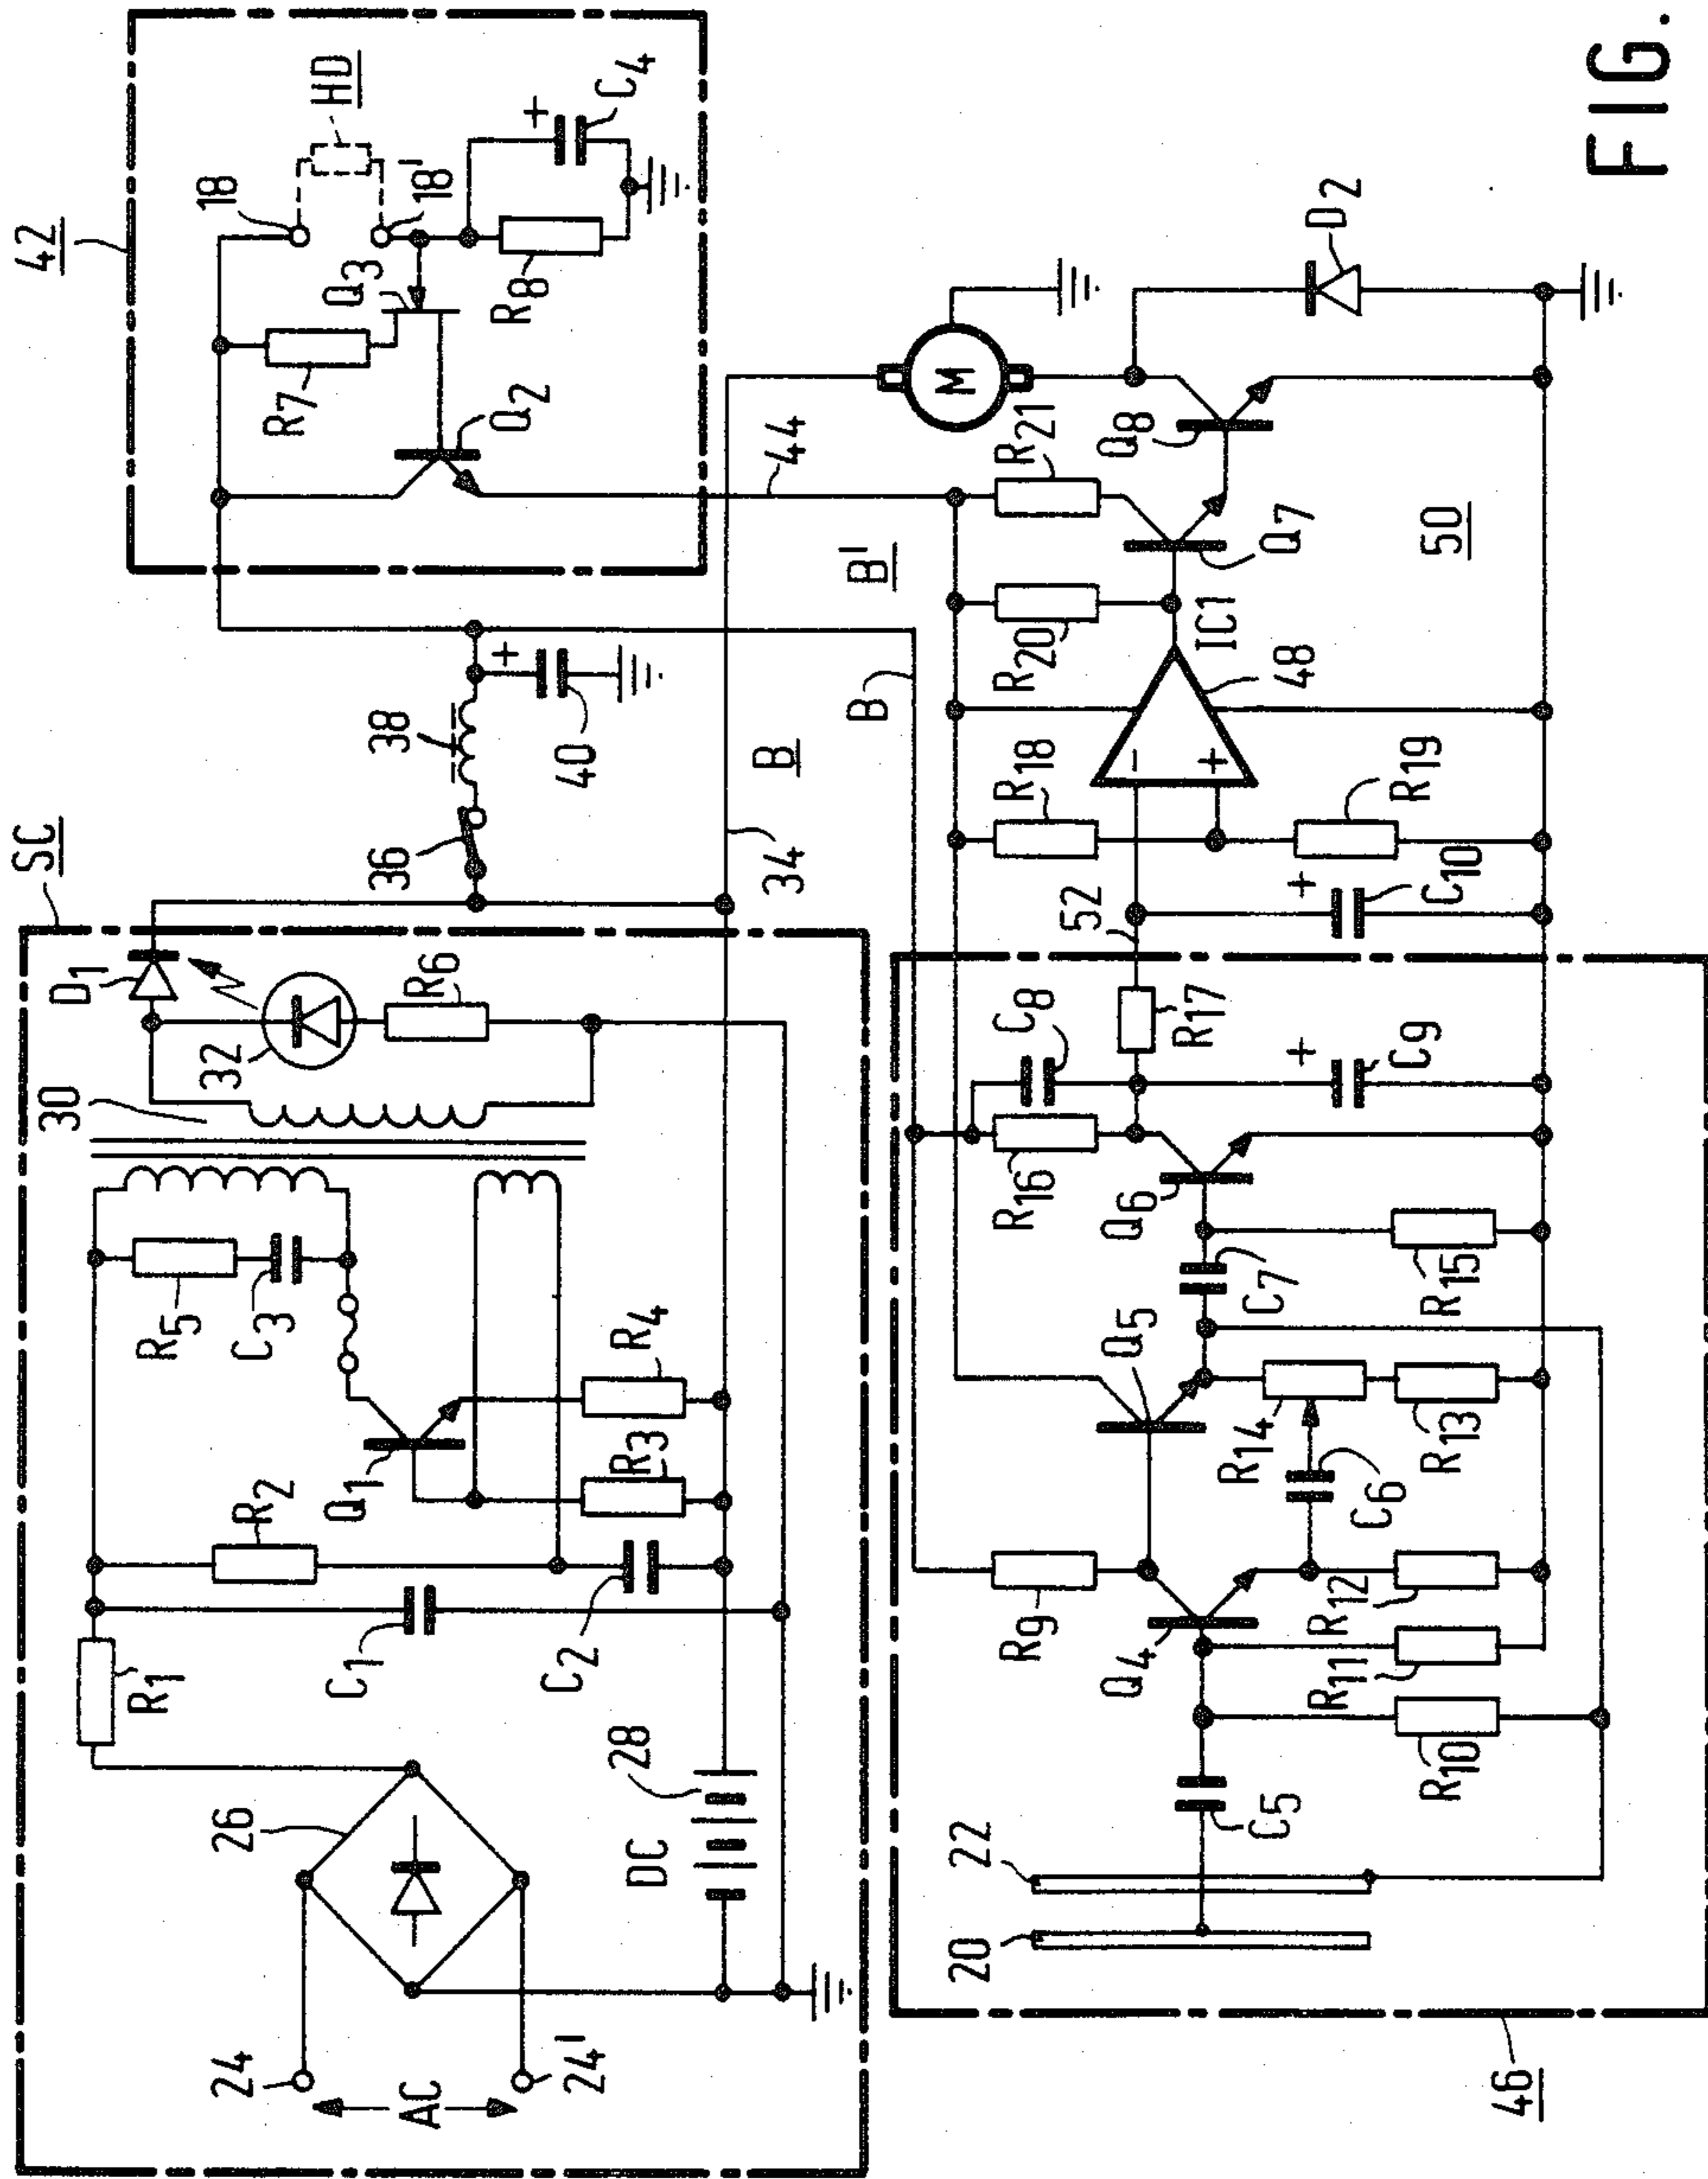 42
SC
18
HD
18'
C4
R8
Q3
R7
Q2
44
D1
R6
32
30
36
38
40
+
+
B
34
R5
C3
R4
R3
Q1
R2
C1
C2
R1
26
28
DC
24
24'
AC
M
D2
Q8
R21
Q7
50
B'
B
R20
IC1
48
R18
R19
-
+
52
C10
+
C8
R17
C9
+
R16
Q6
R15
C7
Q5
R14
R13
C6
R9
Q4
R12
R11
R10
C5
22
20
46
FIG.